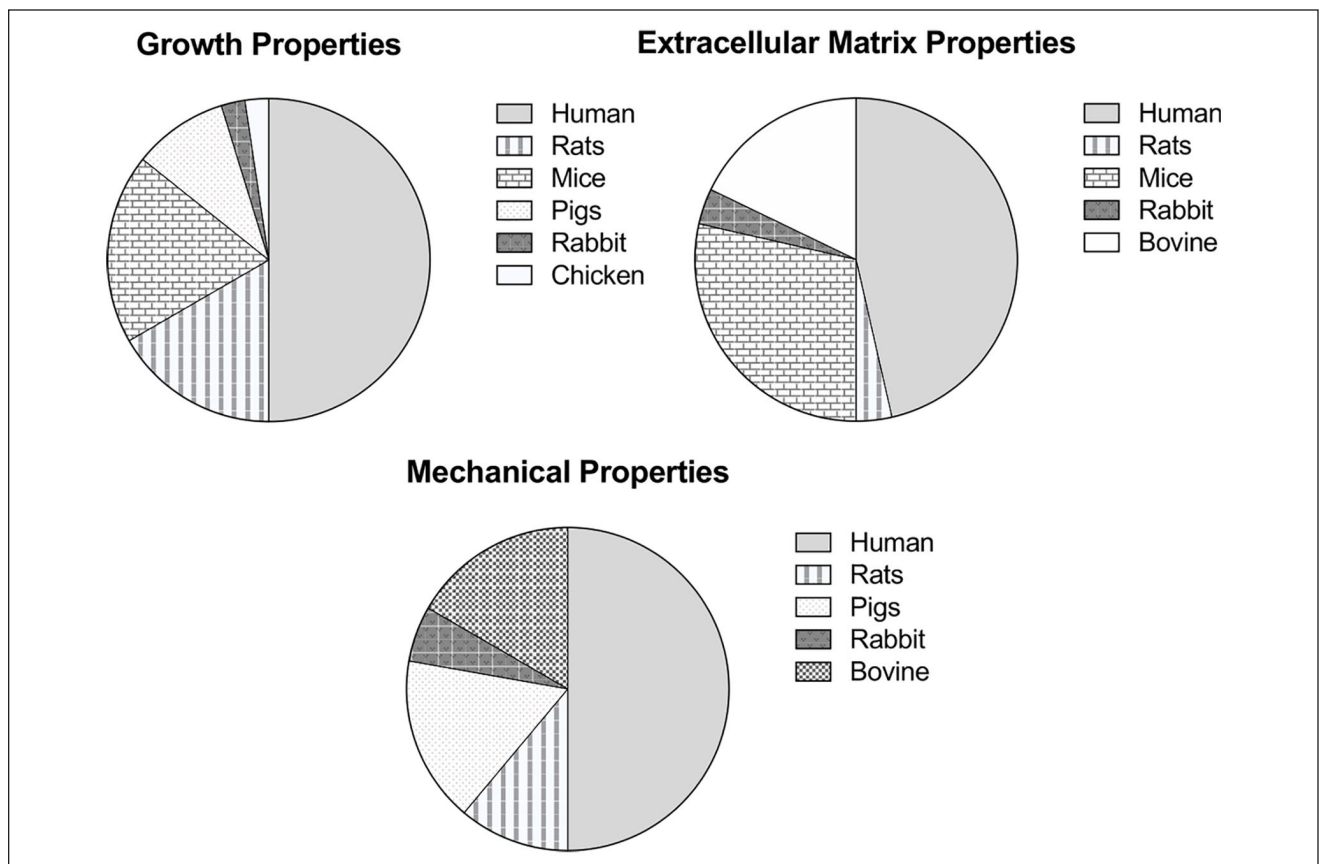 Growth Properties
Human
Rats
Mice
Pigs
Rabbit
Chicken
Extracellular Matrix Properties
Human
Rats
Mice
Rabbit
Bovine
Mechanical Properties
Human
Rats
Pigs
Rabbit
Bovine